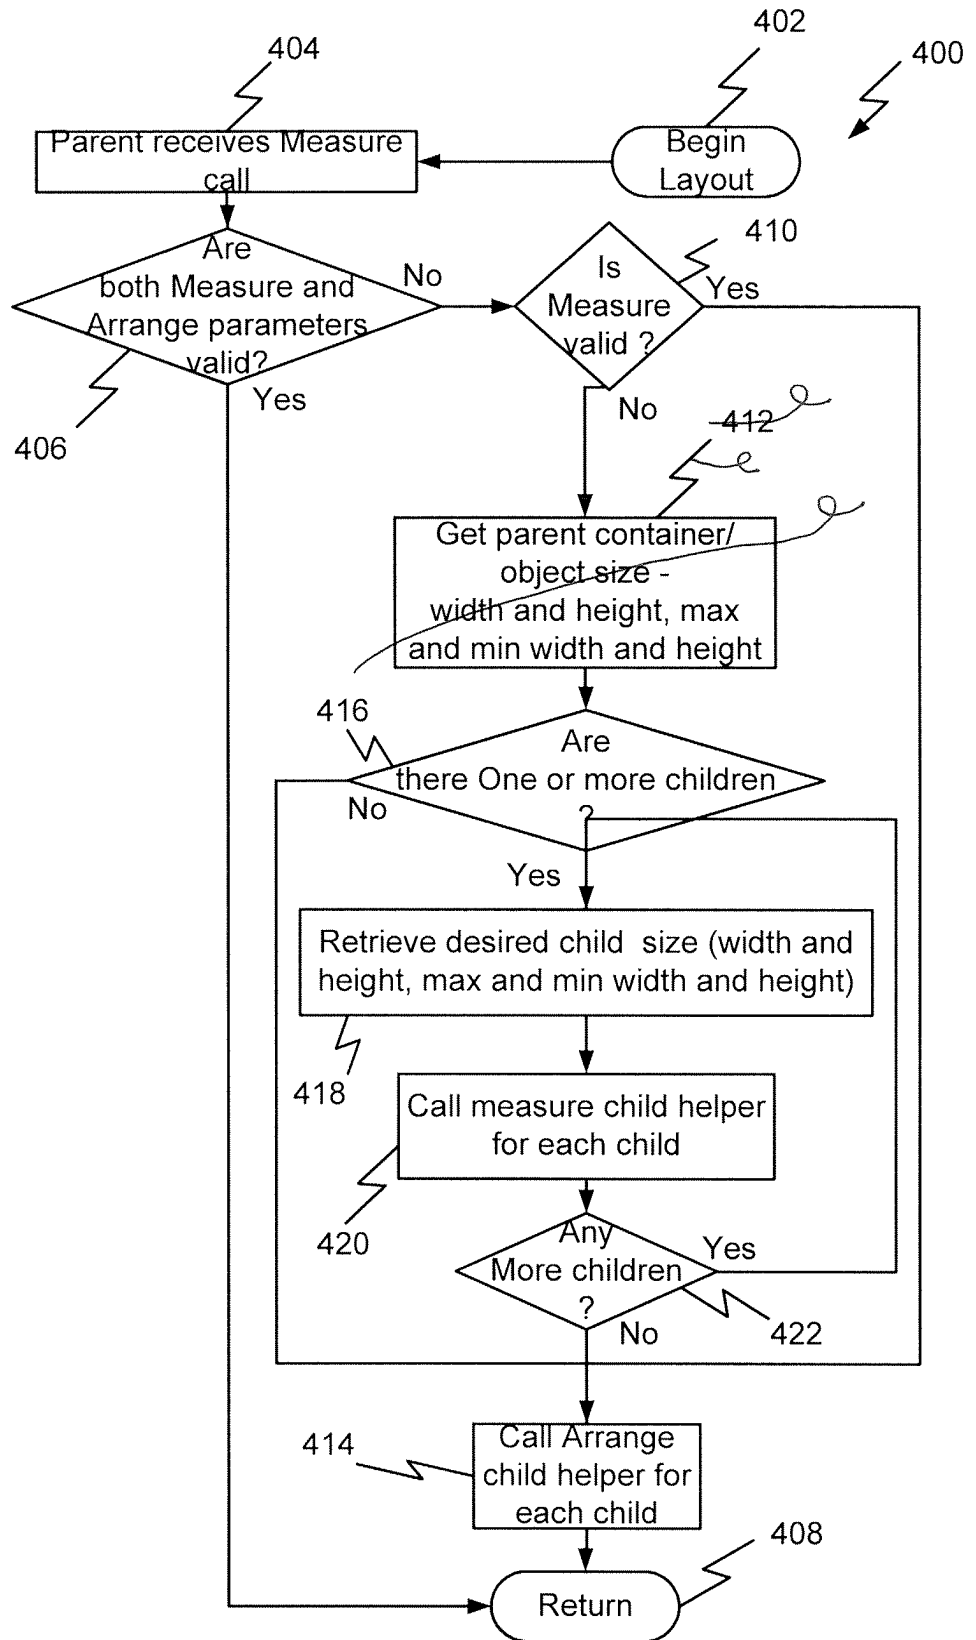 402
404
400
Parent receives Measure
call
Begin
Layout
Are
both Measure and
Arrange parameters
valid?
No
Yes
406
Is
Measure
valid ?
410
Yes
No
412
Get parent container/
object size -
width and height, max
and min width and height
416
Are
there One or more children
?
No
Yes
Retrieve desired child size (width and
height, max and min width and height)
418
Call measure child helper
for each child
420
Any
More children
?
Yes
No
422
414
Call Arrange
child helper for
each child
408
Return